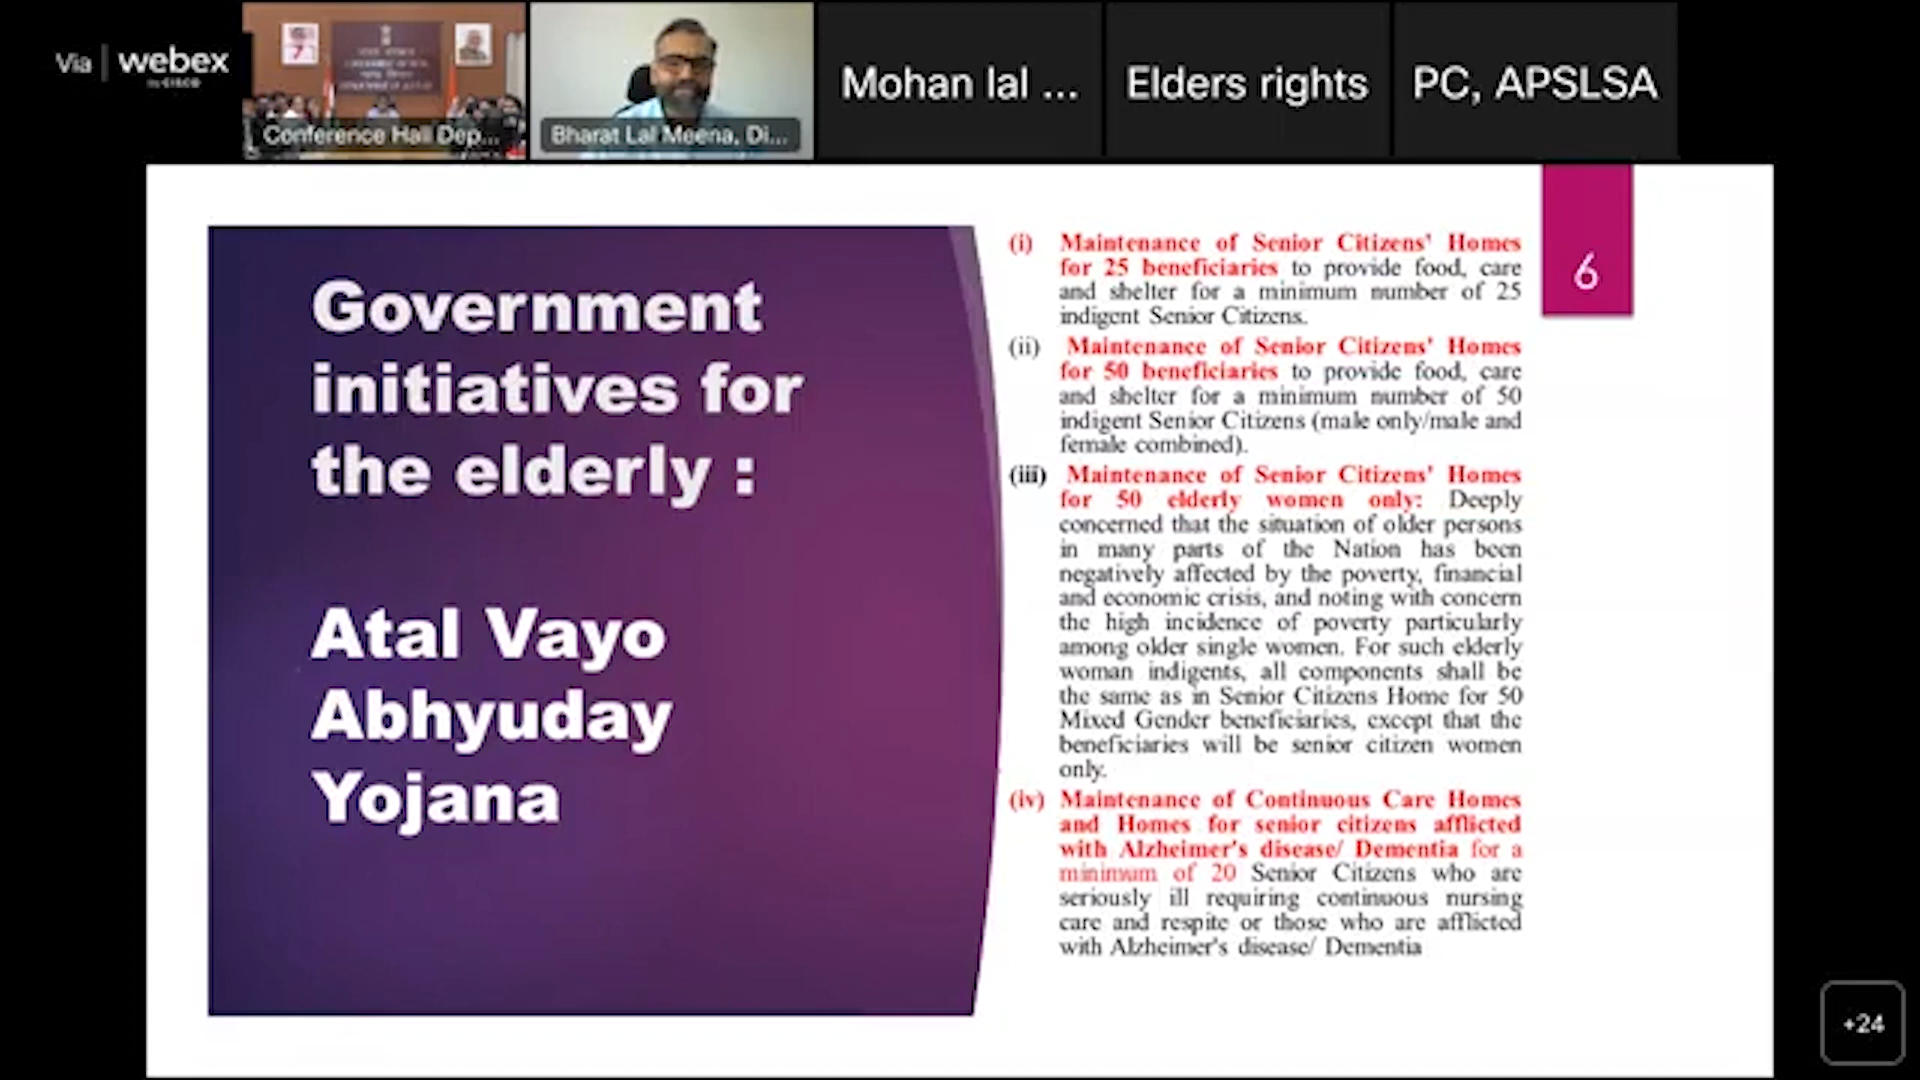 Via | webex
by CISCO
Conference Hall Dep...
Bharat Lal Meena, Di...
Mohan lal ...
Elders rights
PC, APSLSA
6
Government
initiatives for
the elderly :
Atal Vayo
Abhyuday
Yojana
(i) Maintenance of Senior Citizens' Homes
for 25 beneficiaries to provide food, care
and shelter for a minimum number of 25
indigent Senior Citizens.
(ii) Maintenance of Senior Citizens' Homes
for 50 beneficiaries to provide food, care
and shelter for a minimum number of 50
indigent Senior Citizens (male only/male and
female combined).
(iii) Maintenance of Senior Citizens' Homes
for 50 elderly women only: Deeply
concerned that the situation of older persons
in many parts of the Nation has been
negatively affected by the poverty, financial
and economic crisis, and noting with concern
the high incidence of poverty particularly
among older single women. For such elderly
woman indigents, all components shall be
the same as in Senior Citizens Home for 50
Mixed Gender beneficiaries, except that the
beneficiaries will be senior citizen women
only.
(iv) Maintenance of Continuous Care Homes
and Homes for senior citizens afflicted
with Alzheimer's disease/ Dementia for a
minimum of 20 Senior Citizens who are
seriously ill requiring continuous nursing
care and respite or those who are afflicted
with Alzheimer's disease/ Dementia
+24